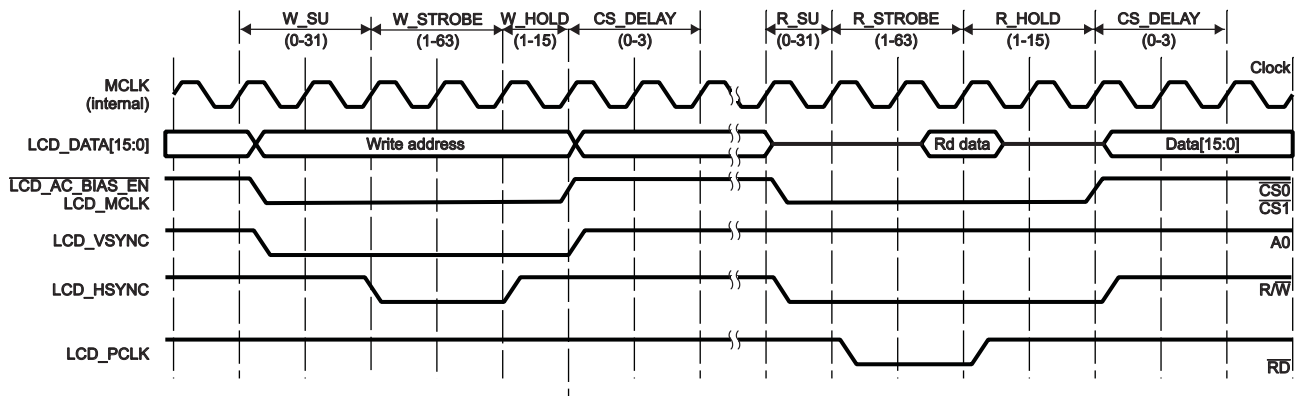 W_SU W_STROBE W_HOLD CS_DELAY R_SU R_STROBE R_HOLD CS_DELAY
(0-31) (1-63) (1-15) (0-3) (0-31) (1-63) (1-15) (0-3)
Clock
MCLK
(internal)
LCD_DATA[15:0] Write address Rd data Data[15:0]
LCD_AC_BIAS_EN CS0
LCD_MCLK CS1
LCD_VSYNC A0
LCD_HSYNC R/W
LCD_PCLK
RD